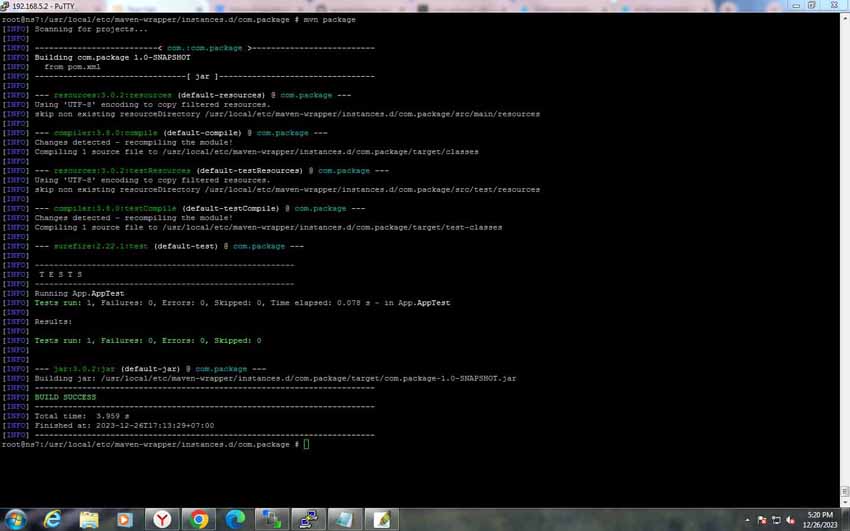 192.168.5.2 - PuTTY
root@ns7:/usr/local/etc/maven-wrapper/instances.d/com.package # mvn package
[INFO] Scanning for projects...
[INFO]
[INFO] ---------------------------< com.:com.package >---------------------------
[INFO] Building com.package 1.0-SNAPSHOT
[INFO]   from pom.xml
[INFO] --------------------------------[ jar ]---------------------------------
[INFO]
[INFO] --- resources:3.0.2:resources (default-resources) @ com.package ---
[INFO] Using 'UTF-8' encoding to copy filtered resources.
[INFO] skip non existing resourceDirectory /usr/local/etc/maven-wrapper/instances.d/com.package/src/main/resources
[INFO]
[INFO] --- compiler:3.8.0:compile (default-compile) @ com.package ---
[INFO] Changes detected - recompiling the module!
[INFO] Compiling 1 source file to /usr/local/etc/maven-wrapper/instances.d/com.package/target/classes
[INFO]
[INFO] --- resources:3.0.2:testResources (default-testResources) @ com.package ---
[INFO] Using 'UTF-8' encoding to copy filtered resources.
[INFO] skip non existing resourceDirectory /usr/local/etc/maven-wrapper/instances.d/com.package/src/test/resources
[INFO]
[INFO] --- compiler:3.8.0:testCompile (default-testCompile) @ com.package ---
[INFO] Changes detected - recompiling the module!
[INFO] Compiling 1 source file to /usr/local/etc/maven-wrapper/instances.d/com.package/target/test-classes
[INFO]
[INFO] --- surefire:2.22.1:test (default-test) @ com.package ---
[INFO]
[INFO] -------------------------------------------------------
[INFO]  T E S T S
[INFO] -------------------------------------------------------
[INFO] Running App.AppTest
[INFO] Tests run: 1, Failures: 0, Errors: 0, Skipped: 0, Time elapsed: 0.078 s - in App.AppTest
[INFO]
[INFO] Results:
[INFO]
[INFO] Tests run: 1, Failures: 0, Errors: 0, Skipped: 0
[INFO]
[INFO]
[INFO] --- jar:3.0.2:jar (default-jar) @ com.package ---
[INFO] Building jar: /usr/local/etc/maven-wrapper/instances.d/com.package/target/com.package-1.0-SNAPSHOT.jar
[INFO] ------------------------------------------------------------------------
[INFO] BUILD SUCCESS
[INFO] ------------------------------------------------------------------------
[INFO] Total time:  3.959 s
[INFO] Finished at: 2023-12-26T17:13:29+07:00
[INFO] ------------------------------------------------------------------------
root@ns7:/usr/local/etc/maven-wrapper/instances.d/com.package #
5:20 PM
12/26/2023